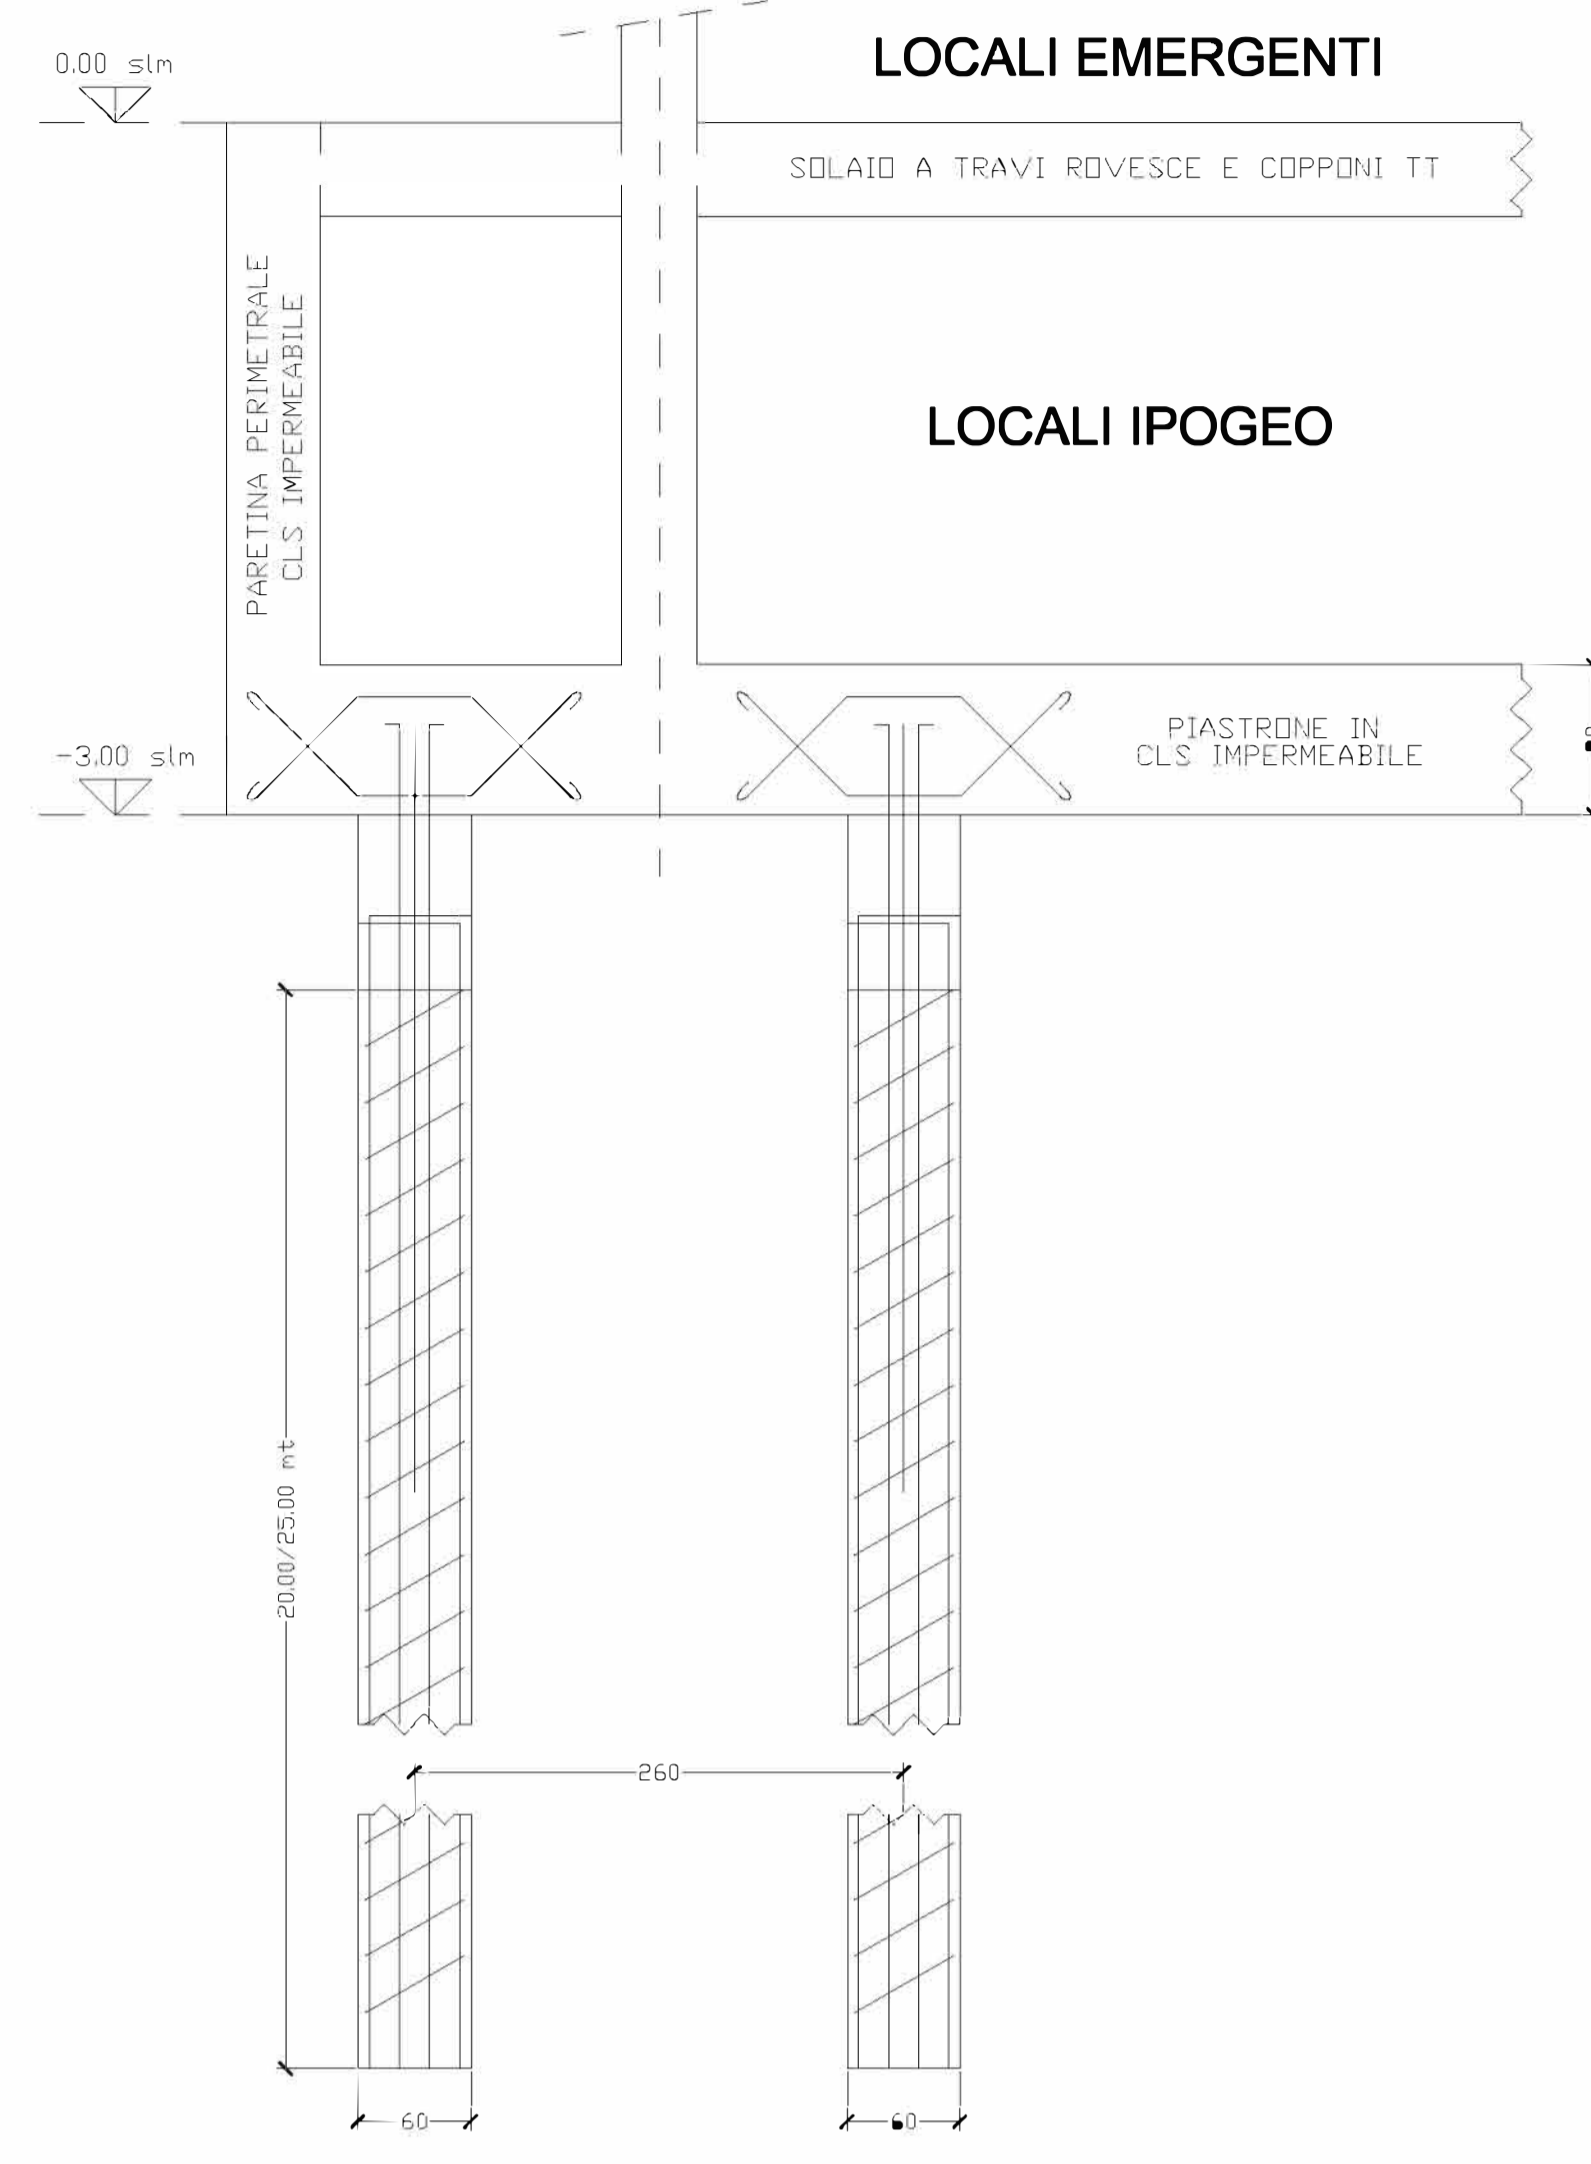 LOCALI EMERGENTI
0.00 slm
SOLAIO A TRAVI ROVESCE E COPPONI TT
PARETINA PERIMETRALE
CLS IMPERMEABILE
LOCALI IPOGEO
PIASTRONE IN
CLS IMPERMEABILE
-3.00 slm
20.00/25.00 mt
260
60
60